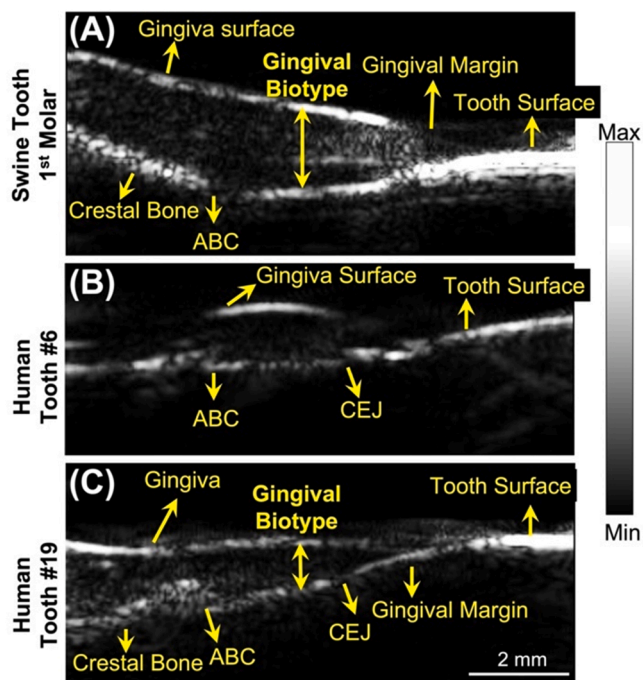 Swine Tooth
1st Molar
(A)
Gingiva surface
Gingival
Biotype
Gingival Margin
Tooth Surface
Crestal Bone
ABC
Max
Min
Human
Tooth #6
(B)
Gingiva Surface
Tooth Surface
ABC
CEJ
Human
Tooth #19
(C)
Gingiva
Gingival
Biotype
Tooth Surface
Crestal Bone
ABC
CEJ
Gingival Margin
2 mm